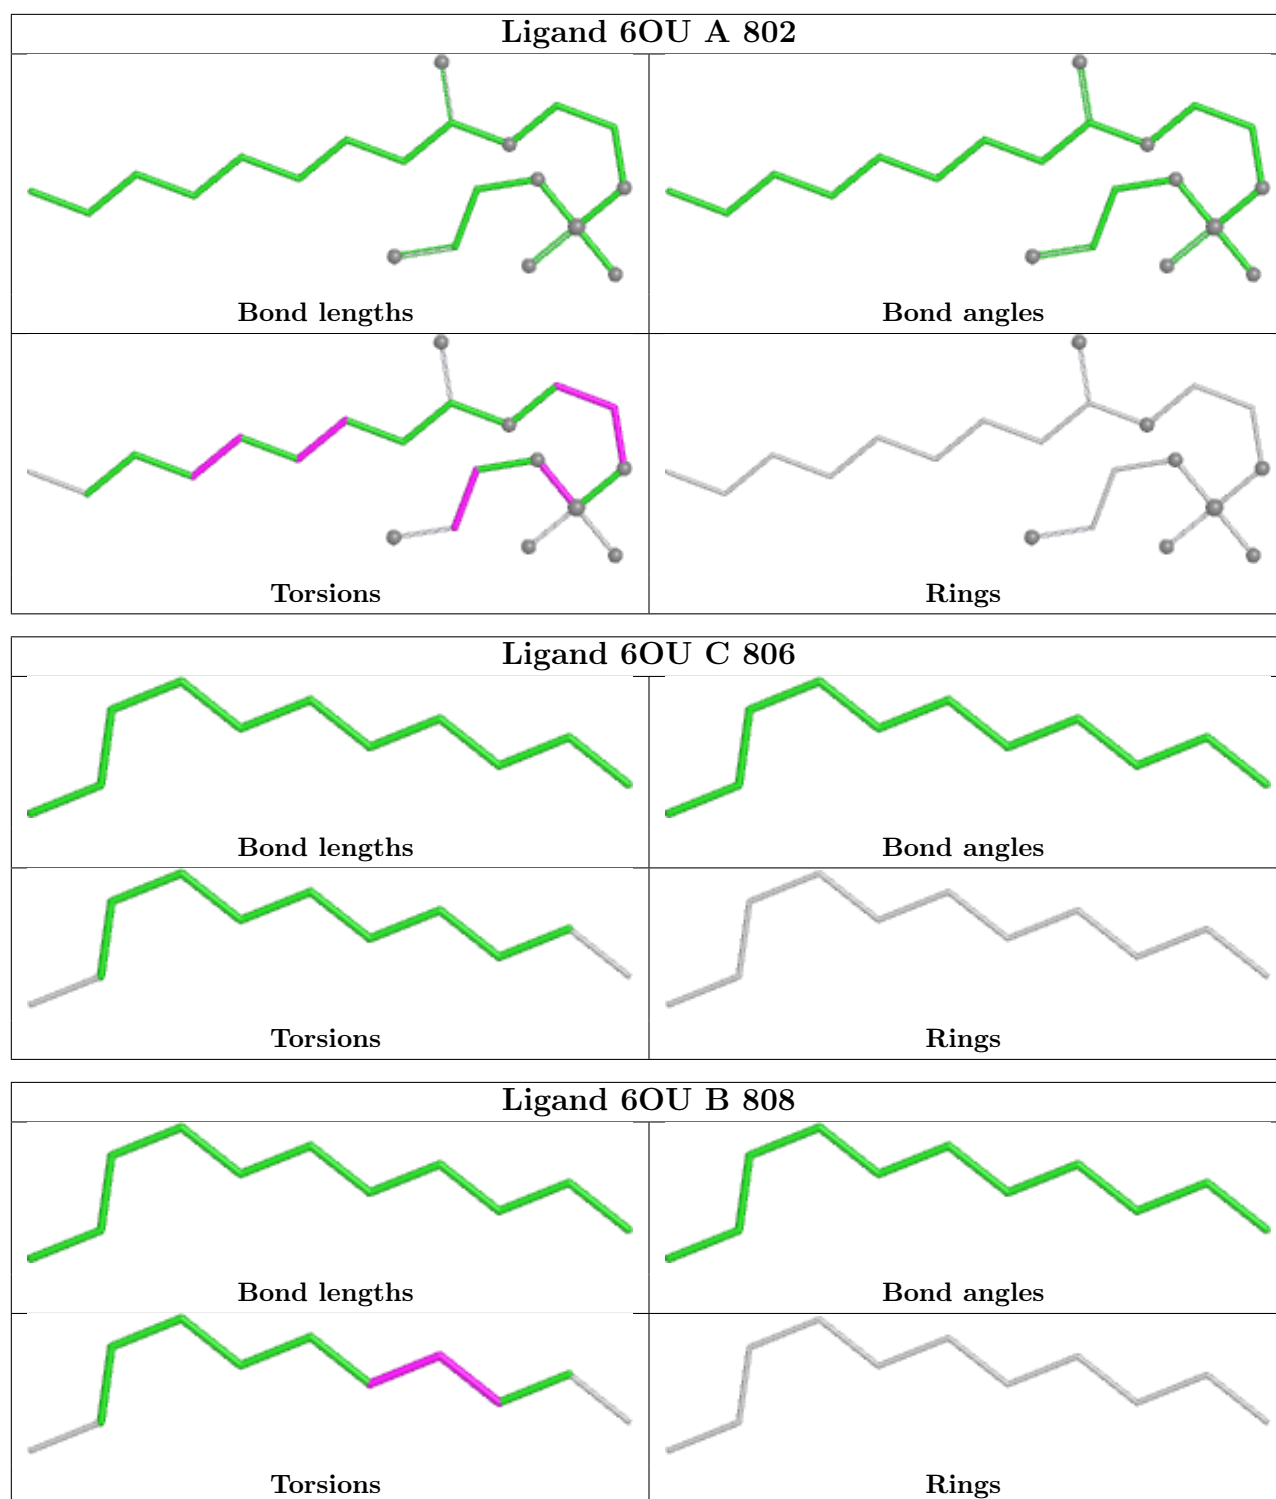 Ligand 6OU A 802
Bond lengths
Bond angles
Torsions
Rings
Ligand 6OU C 806
Bond lengths
Bond angles
Torsions
Rings
Ligand 6OU B 808
Bond lengths
Bond angles
Torsions
Rings